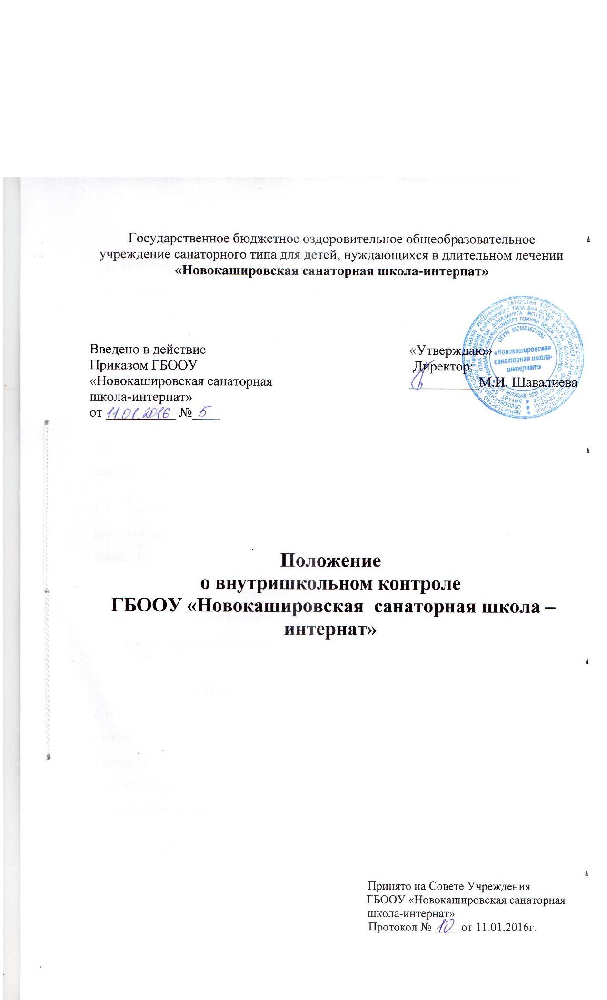 Государственное бюджетное оздоровительное общеобразовательное
учреждение санаторного типа для детей, нуждающихся в длительном лечении
«Новокашировская санаторная школа-интернат»
Введено в действие
Приказом ГБООУ
«Новокашировская санаторная
школа-интернат»
от 11.01.2016 № 5
«Утверждаю»
Директор:
___________М.И. Шавалиева
ОГРН 1021601627981
«Новокашировская
санаторная школа-
интернат»
Положение
о внутришкольном контроле
ГБООУ «Новокашировская санаторная школа –
интернат»
Принято на Совете Учреждения
ГБООУ «Новокашировская санаторная
школа-интернат»
Протокол № 10 от 11.01.2016г.